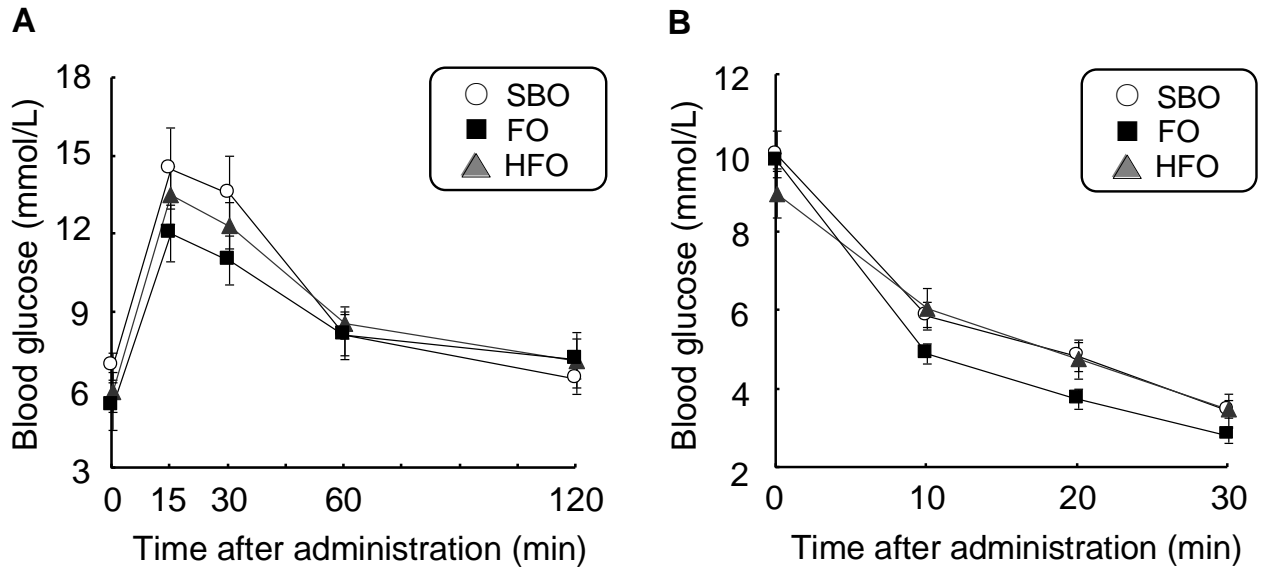 A
Blood glucose (mmol/L)
18
15
12
9
6
3
0 15 30 60 120
Time after administration (min)
SBO
FO
HFO
B
Blood glucose (mmol/L)
12
10
8
6
4
2
0 10 20 30
Time after administration (min)
SBO
FO
HFO